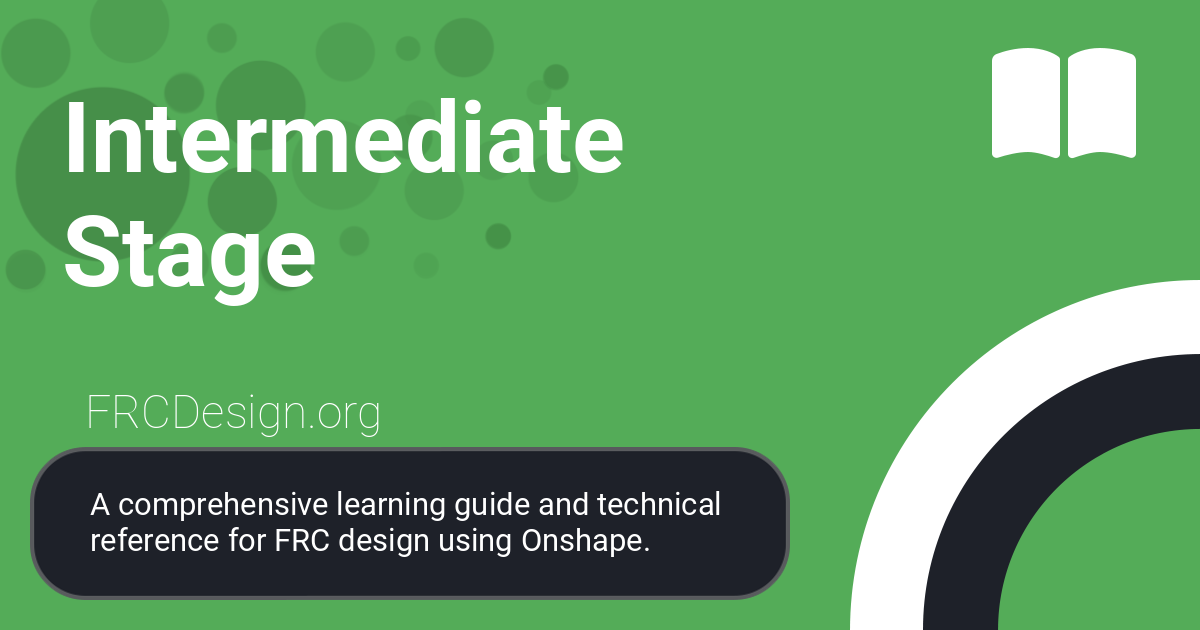 Intermediate
Stage
FRCDesign.org
A comprehensive learning guide and technical
reference for FRC design using Onshape.